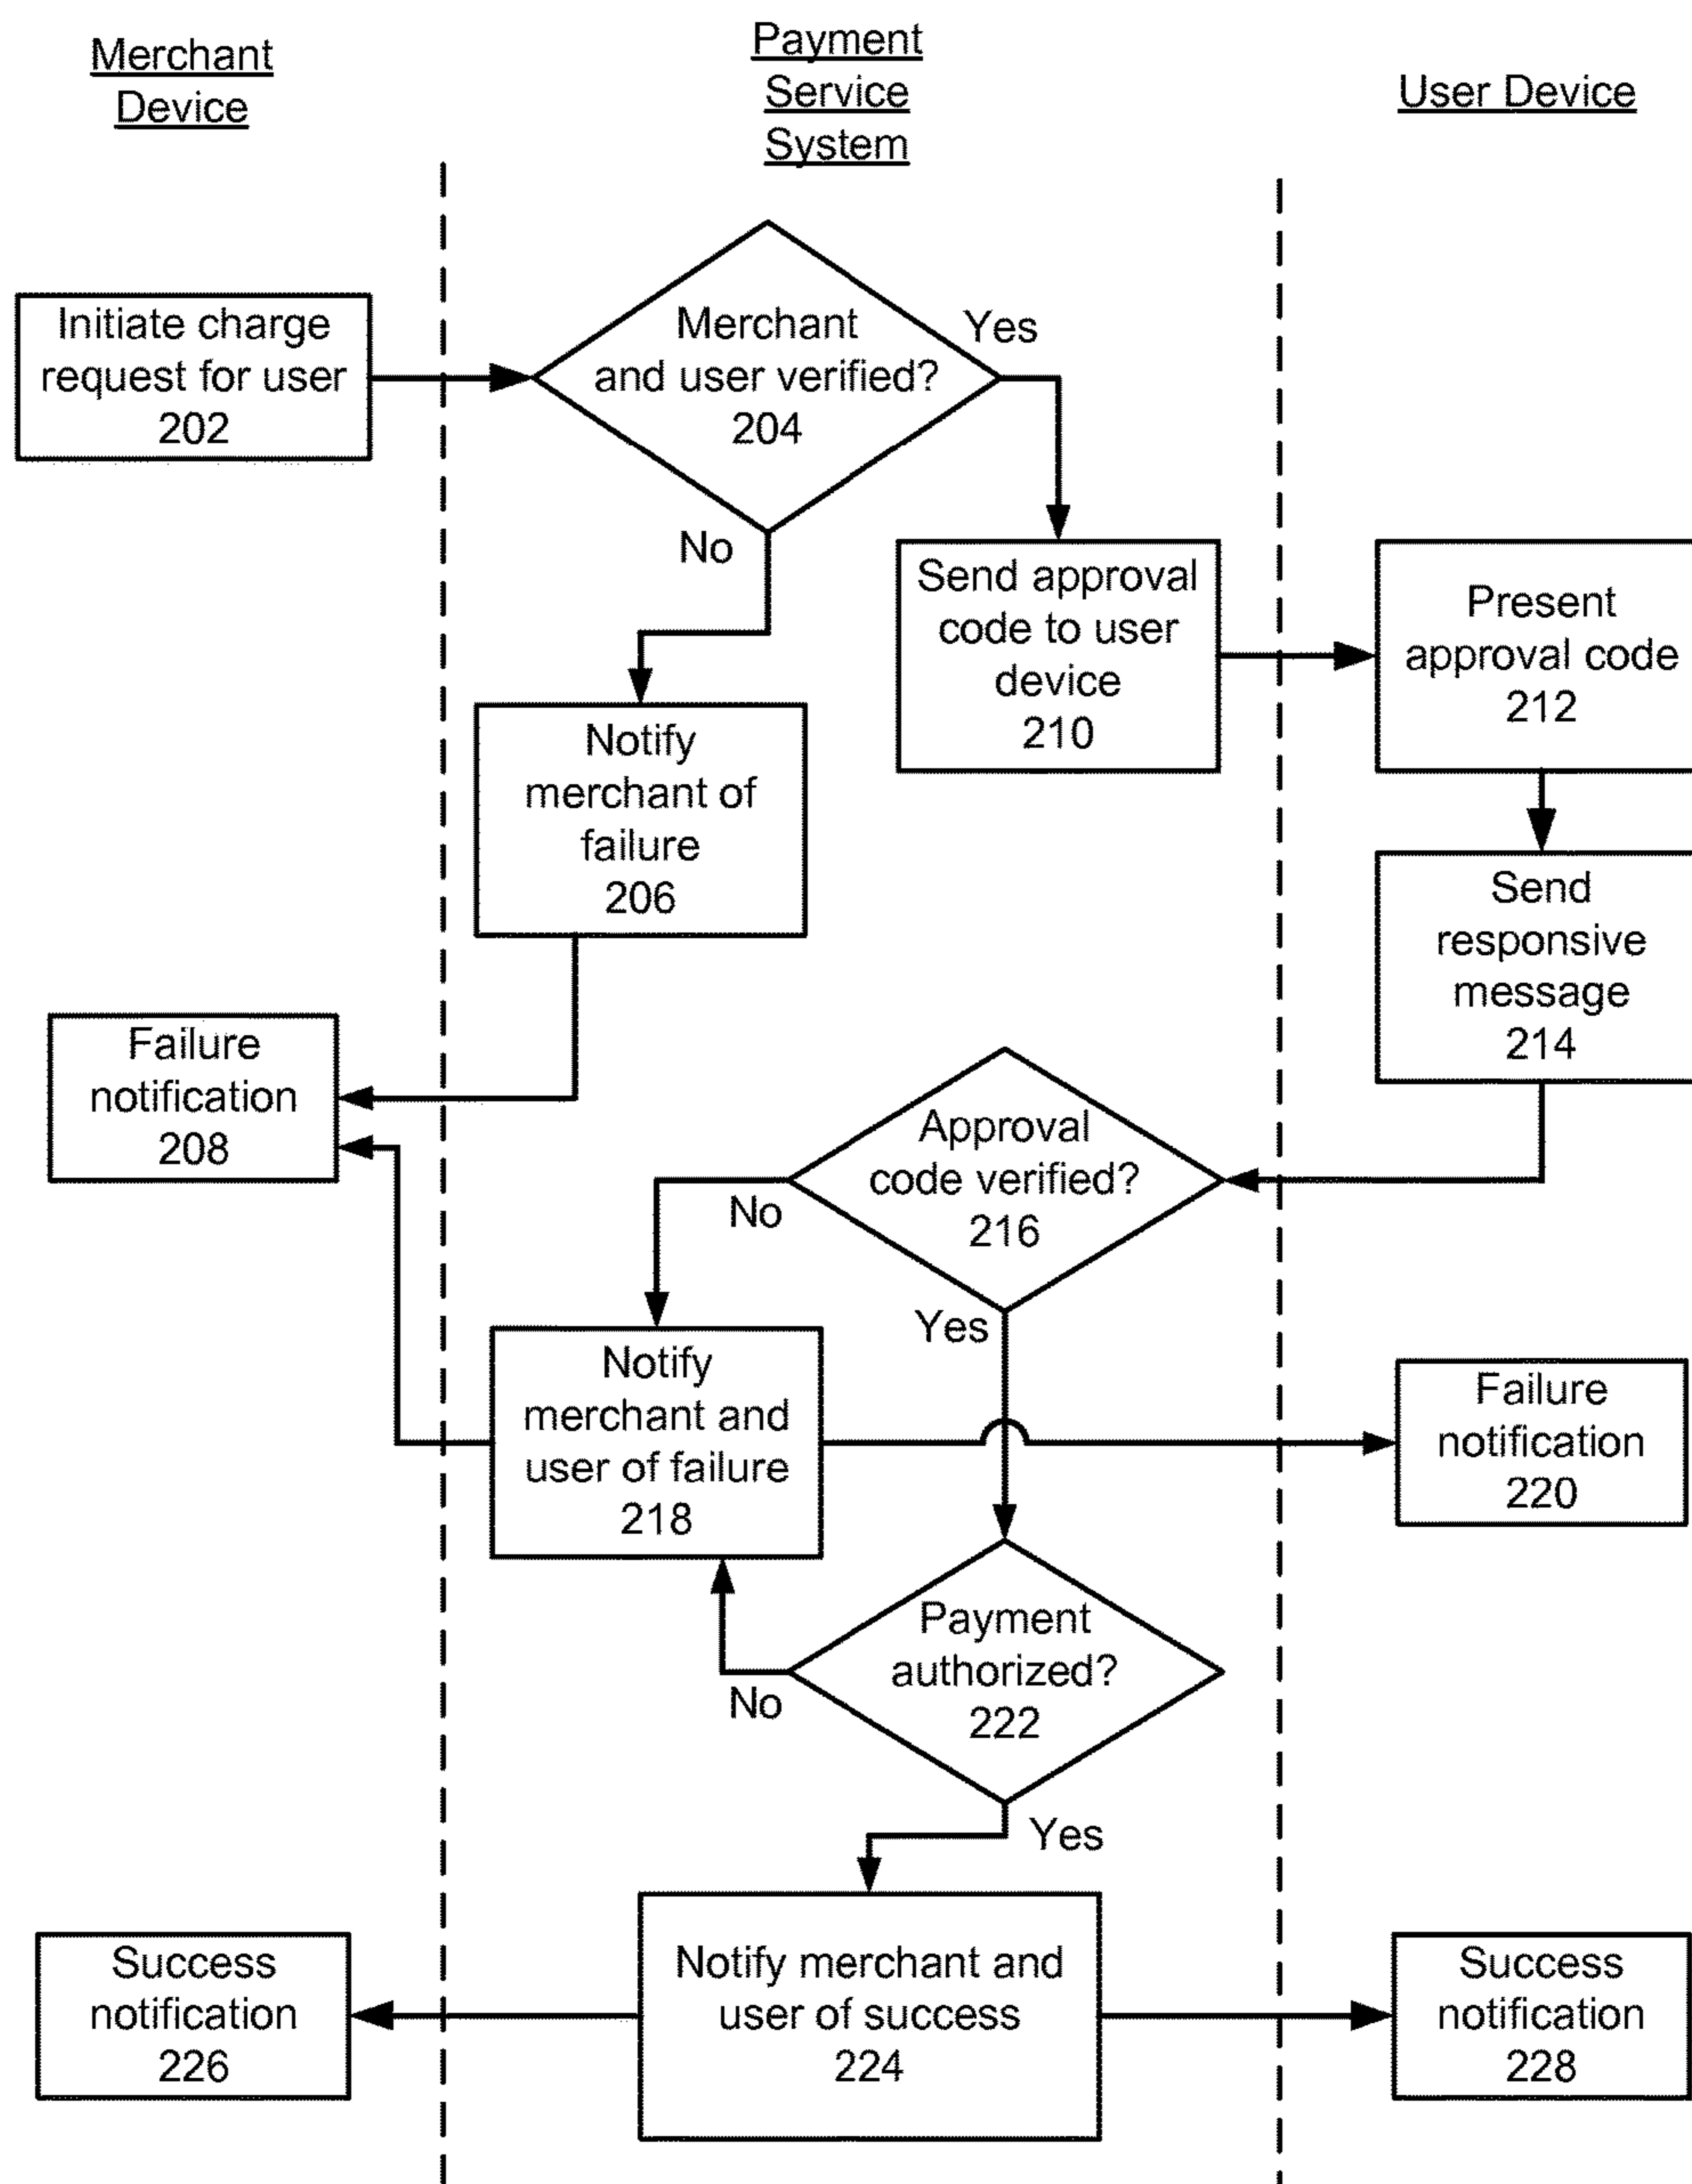 Merchant
Device
Payment
Service
System
User Device
Initiate charge
request for user
202
Merchant
and user verified?
204
Yes
No
Send approval
code to user
device
210
Present
approval code
212
Notify
merchant of
failure
206
Send
responsive
message
214
Failure
notification
208
Approval
code verified?
216
No
Yes
Notify
merchant and
user of failure
218
Failure
notification
220
Payment
authorized?
222
No
Yes
Success
notification
226
Notify merchant and
user of success
224
Success
notification
228